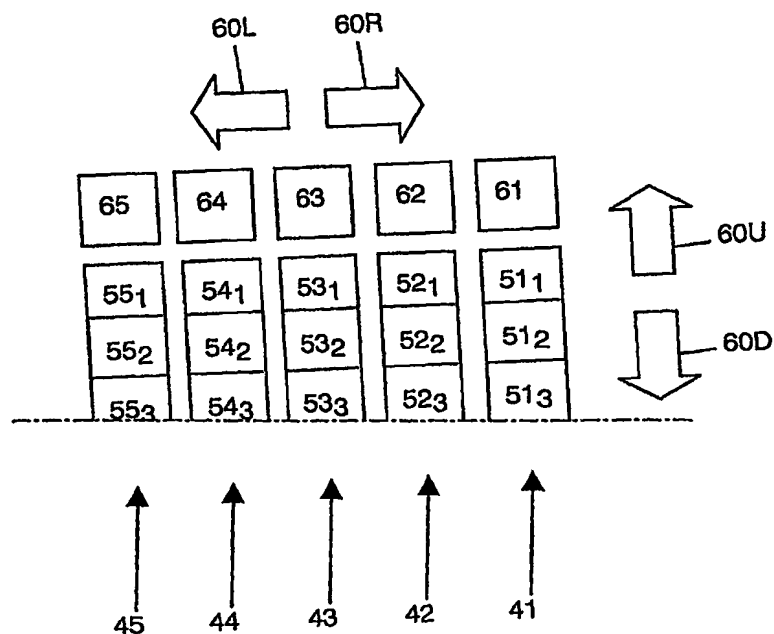 60L 60R
65 64 63 62 61
60U
55₁ 54₁ 53₁ 52₁ 51₁
55₂ 54₂ 53₂ 52₂ 51₂
60D
55₃ 54₃ 53₃ 52₃ 51₃
45 44 43 42 41